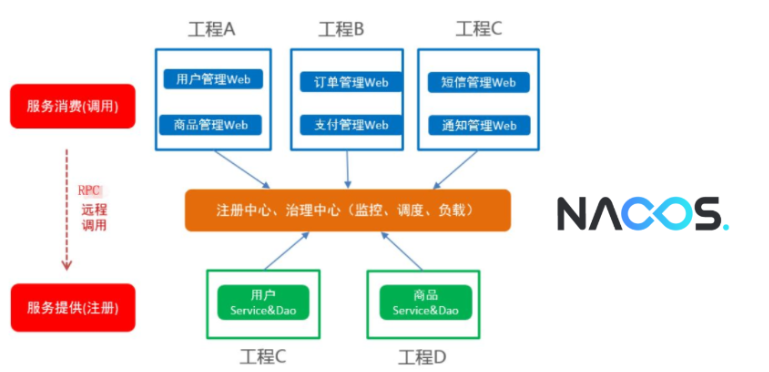 工程A
工程B
工程C
用户管理Web
订单管理Web
短信管理Web
服务消费(调用)
商品管理Web
支付管理Web
通知管理Web
RPC
远程
调用
注册中心、治理中心（监控、调度、负载）
NACOS.
服务提供(注册)
用户
Service&Dao
商品
Service&Dao
工程C
工程D